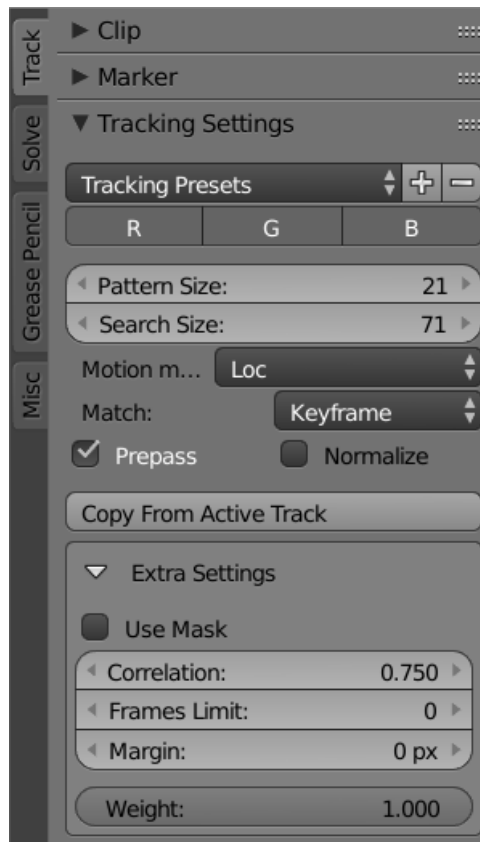 Track
Solve
Grease Pencil
Misc
Clip
Marker
Tracking Settings
Tracking Presets
R G B
Pattern Size: 21
Search Size: 71
Motion m... Loc
Match: Keyframe
Prepass Normalize
Copy From Active Track
Extra Settings
Use Mask
Correlation: 0.750
Frames Limit: 0
Margin: 0 px
Weight: 1.000